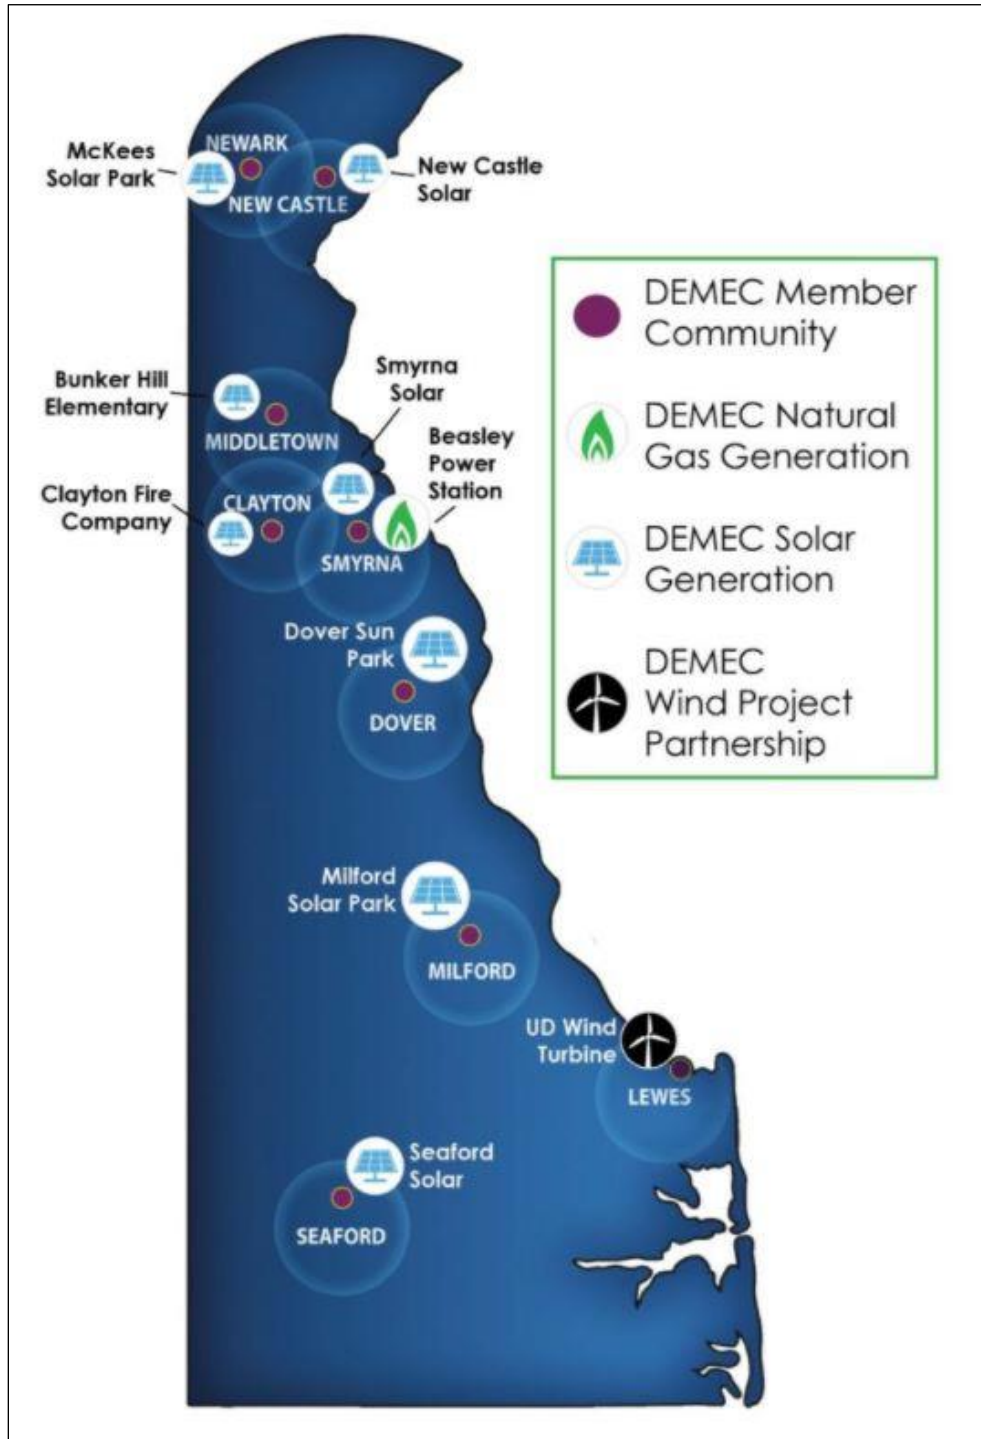 NEWARK
McKees
Solar Park
NEW CASTLE
New Castle
Solar
DEMEC Member
Community
DEMEC Natural
Gas Generation
DEMEC Solar
Generation
DEMEC
Wind Project
Partnership
Bunker Hill
Elementary
MIDDLETOWN
Smyrna
Solar
Beasley
Power
Station
Clayton Fire
Company
CLAYTON
SMYRNA
Dover Sun
Park
DOVER
Milford
Solar Park
MILFORD
UD Wind
Turbine
LEWES
Seaford
Solar
SEAFORD